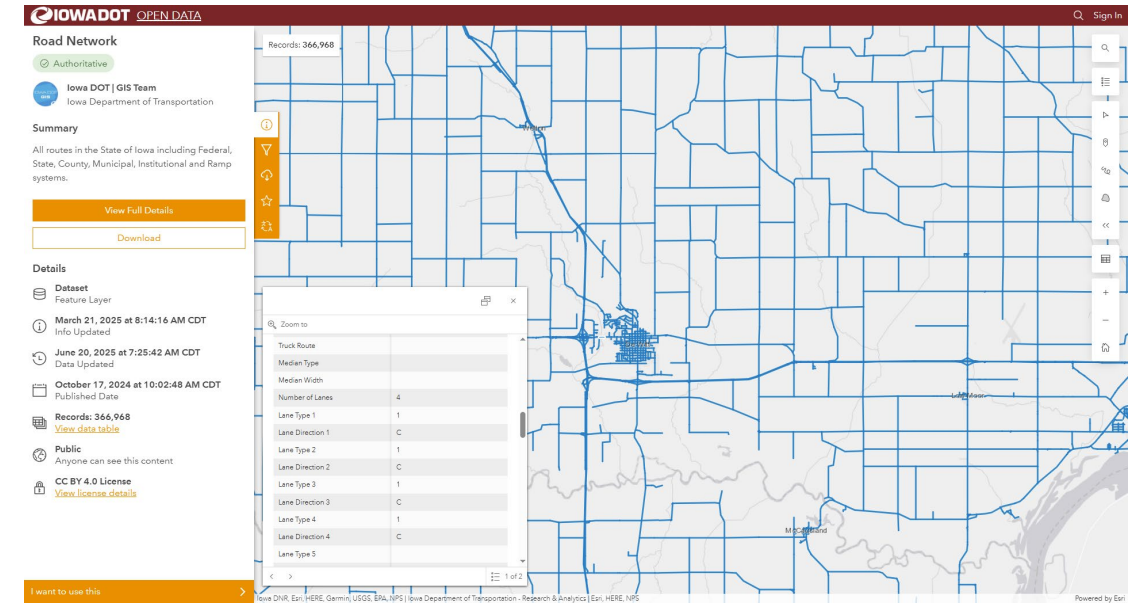 IOWADOT OPEN DATA
Sign In
Road Network
Authoritative
Iowa DOT | GIS Team
Iowa Department of Transportation
Summary
All routes in the State of Iowa including Federal,
State, County, Municipal, Institutional and Ramp
systems.
View Full Details
Download
Details
Dataset
Feature Layer
March 21, 2025 at 8:14:16 AM CDT
Info Updated
June 20, 2025 at 7:25:42 AM CDT
Data Updated
October 17, 2024 at 10:02:48 AM CDT
Published Date
Records: 366,968
View data table
Public
Anyone can see this content
CC BY 4.0 License
View license details
I want to use this
Records: 366,968
Welton
McCausland
Zoom to
Truck Route
Median Type
Median Width
Number of Lanes 4
Lane Type 1 1
Lane Direction 1 C
Lane Type 2 1
Lane Direction 2 C
Lane Type 3 1
Lane Direction 3 C
Lane Type 4 1
Lane Direction 4 C
Lane Type 5
1 of 2
Iowa DNR, Esri, HERE, Garmin, USGS, EPA, NPS | Iowa Department of Transportation - Research & Analytics | Esri, HERE, NPS
Powered by Esri